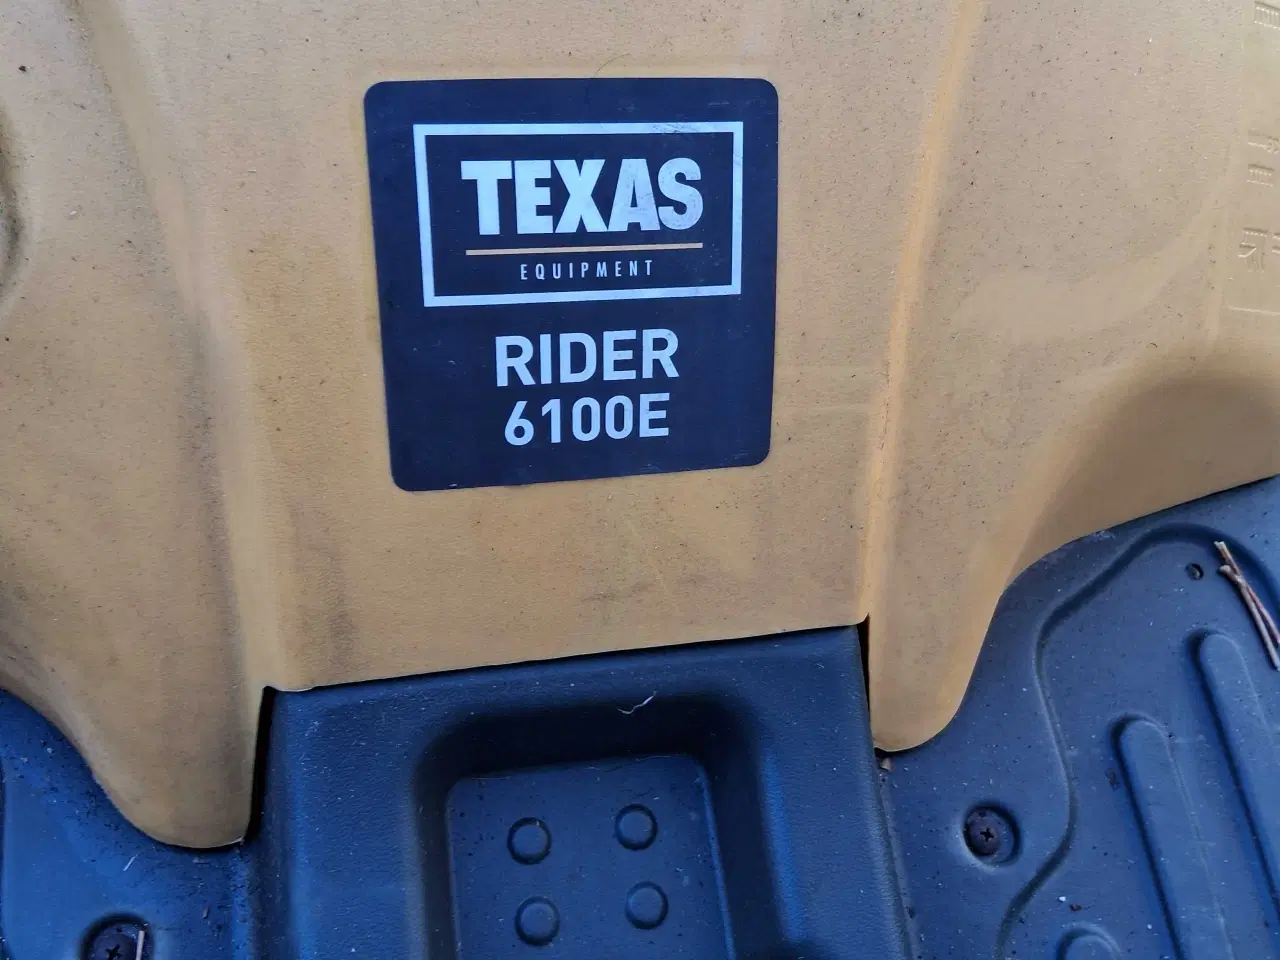 TEXAS
EQUIPMENT
RIDER
6100E